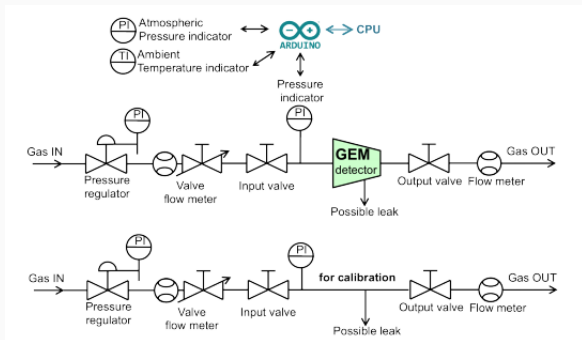 PI Atmospheric
Pressure indicator
TI Ambient
Temperature indicator
ARDUINO
CPU
Pressure
indicator
PI
PI
Gas IN
GEM
detector
Gas OUT
Pressure
regulator
Valve
flow meter
Input valve
Output valve
Flow meter
Possible leak
PI
PI
Gas IN
for calibration
Gas OUT
Pressure
regulator
Valve
flow meter
Input valve
Output valve
Flow meter
Possible leak